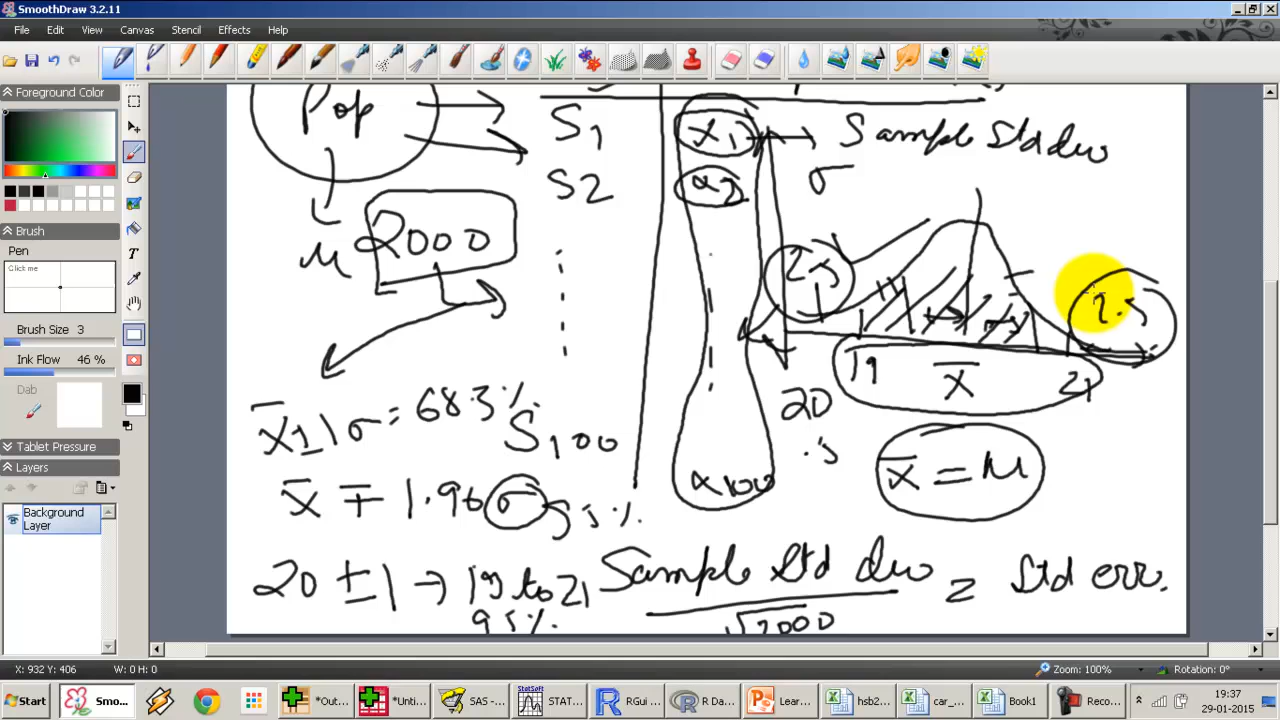 SmoothDraw 3.2.11
File Edit View Canvas Stencil Effects Help
Foreground Color
Brush
Pen
Click me
Brush Size 3
Ink Flow 46 %
Dab
Tablet Pressure
Layers
Background Layer
Pop
S1 x1 Sample Std dev
S2 x2 σ
M 2000
2.5
2.5
19 x̄ 21
x̄ ± 1σ = 68.3%
S100
20
.5
x100
x̄ = M
x̄ ∓ 1.96 σ 95%
20 ± 1 → 19 to 21
95%
Sample Std dev = Std err.
√2000
X: 932 Y: 406 W: 0 H: 0 Zoom: 100% Rotation: 0°
Start Smo... *Out... *Unti... SAS -... STAT... RGui ... R Da... Lear... hsb2... car_... Book1 Reco... 19:37
29-01-2015